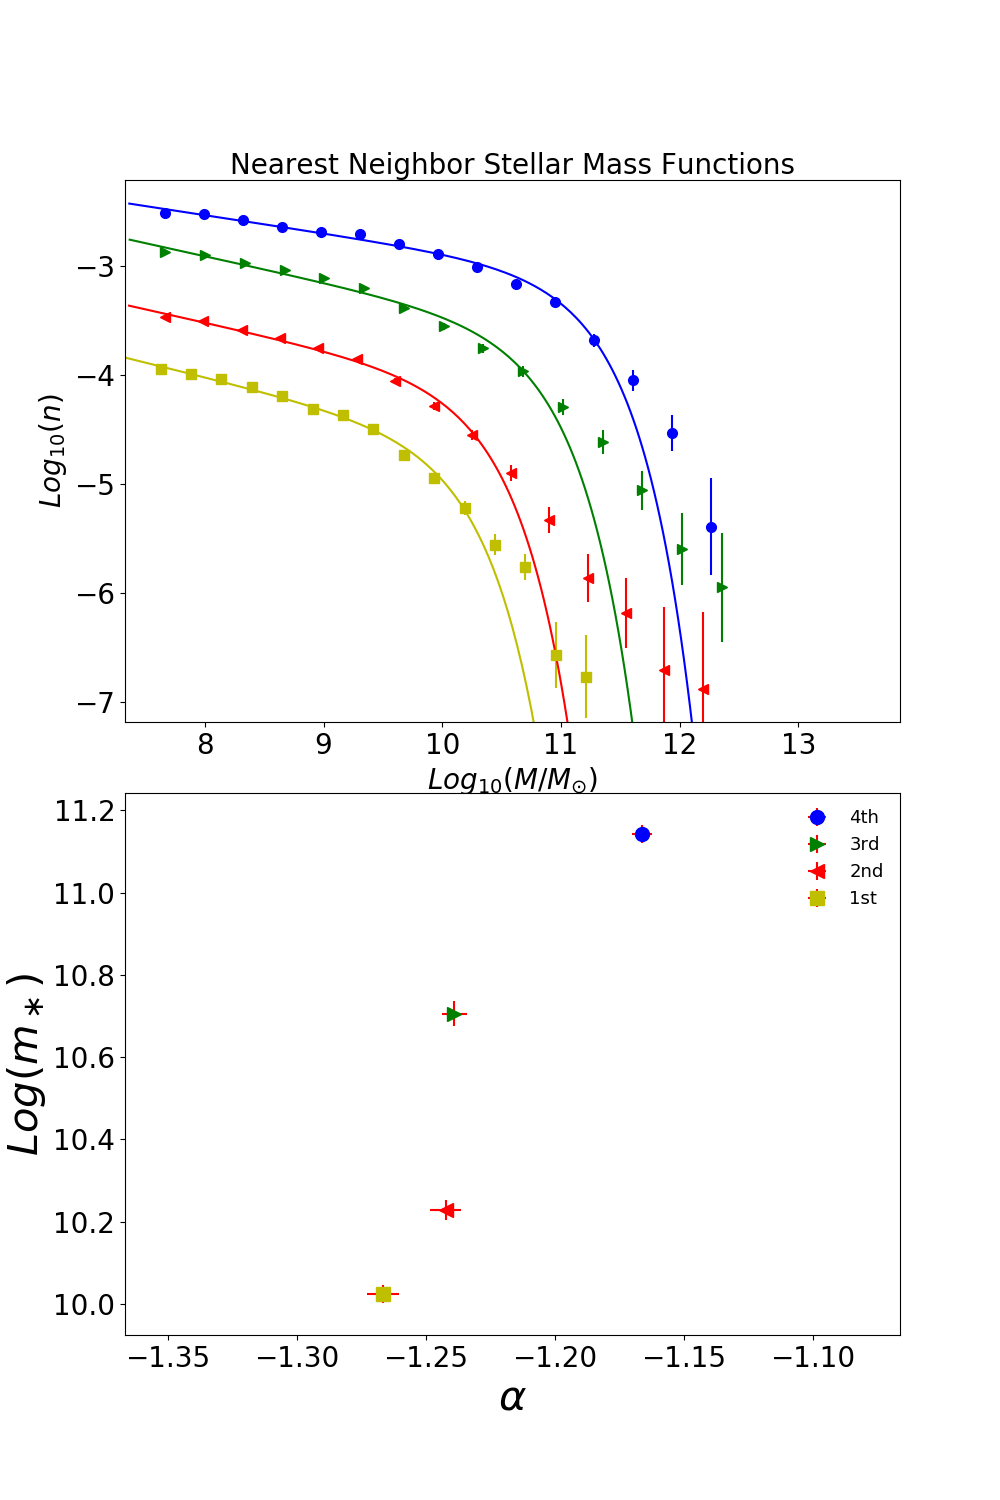 Nearest Neighbor Stellar Mass Functions
Log₁₀(n)
−3
−4
−5
−6
−7
8 9 10 11 12 13
Log₁₀(M/M☉)
Log(m∗)
11.2
11.0
10.8
10.6
10.4
10.2
10.0
4th
3rd
2nd
1st
−1.35 −1.30 −1.25 −1.20 −1.15 −1.10
α